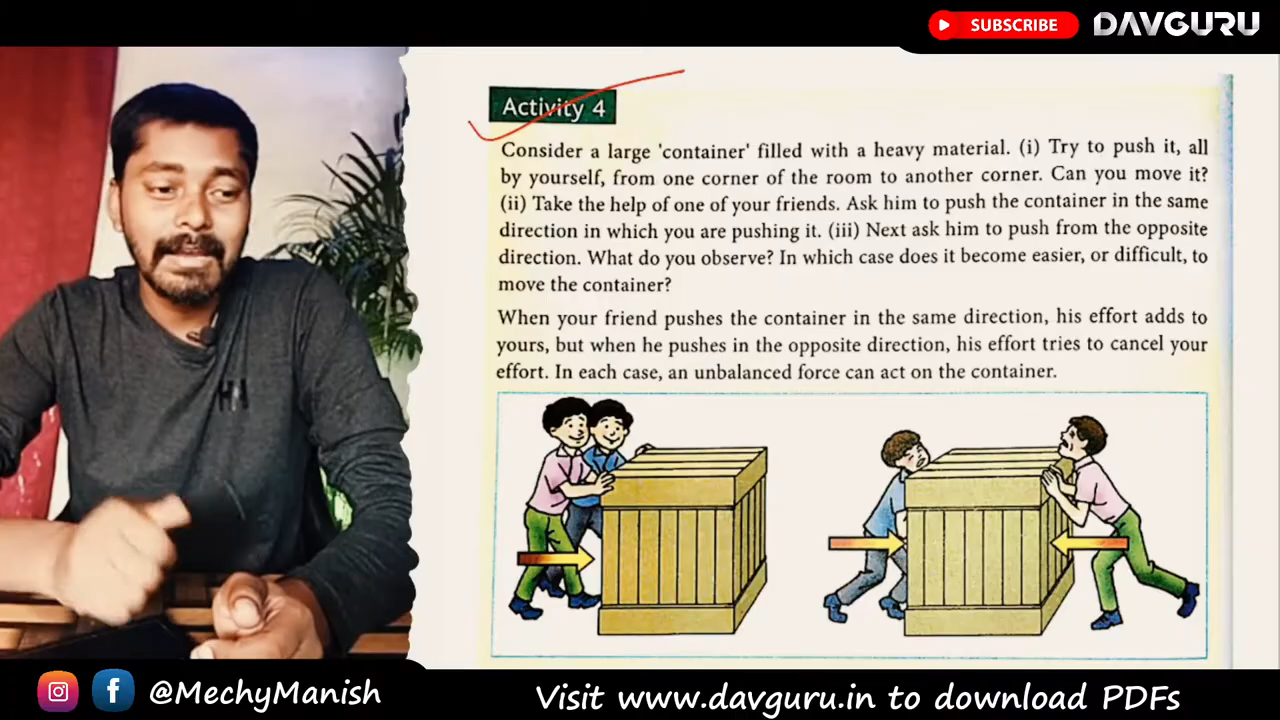 SUBSCRIBE
DAVGURU
Activity 4
Consider a large 'container' filled with a heavy material. (i) Try to push it, all
by yourself, from one corner of the room to another corner. Can you move it?
(ii) Take the help of one of your friends. Ask him to push the container in the same
direction in which you are pushing it. (iii) Next ask him to push from the opposite
direction. What do you observe? In which case does it become easier, or difficult, to
move the container?
When your friend pushes the container in the same direction, his effort adds to
yours, but when he pushes in the opposite direction, his effort tries to cancel your
effort. In each case, an unbalanced force can act on the container.
@MechyManish
Visit www.davguru.in to download PDFs